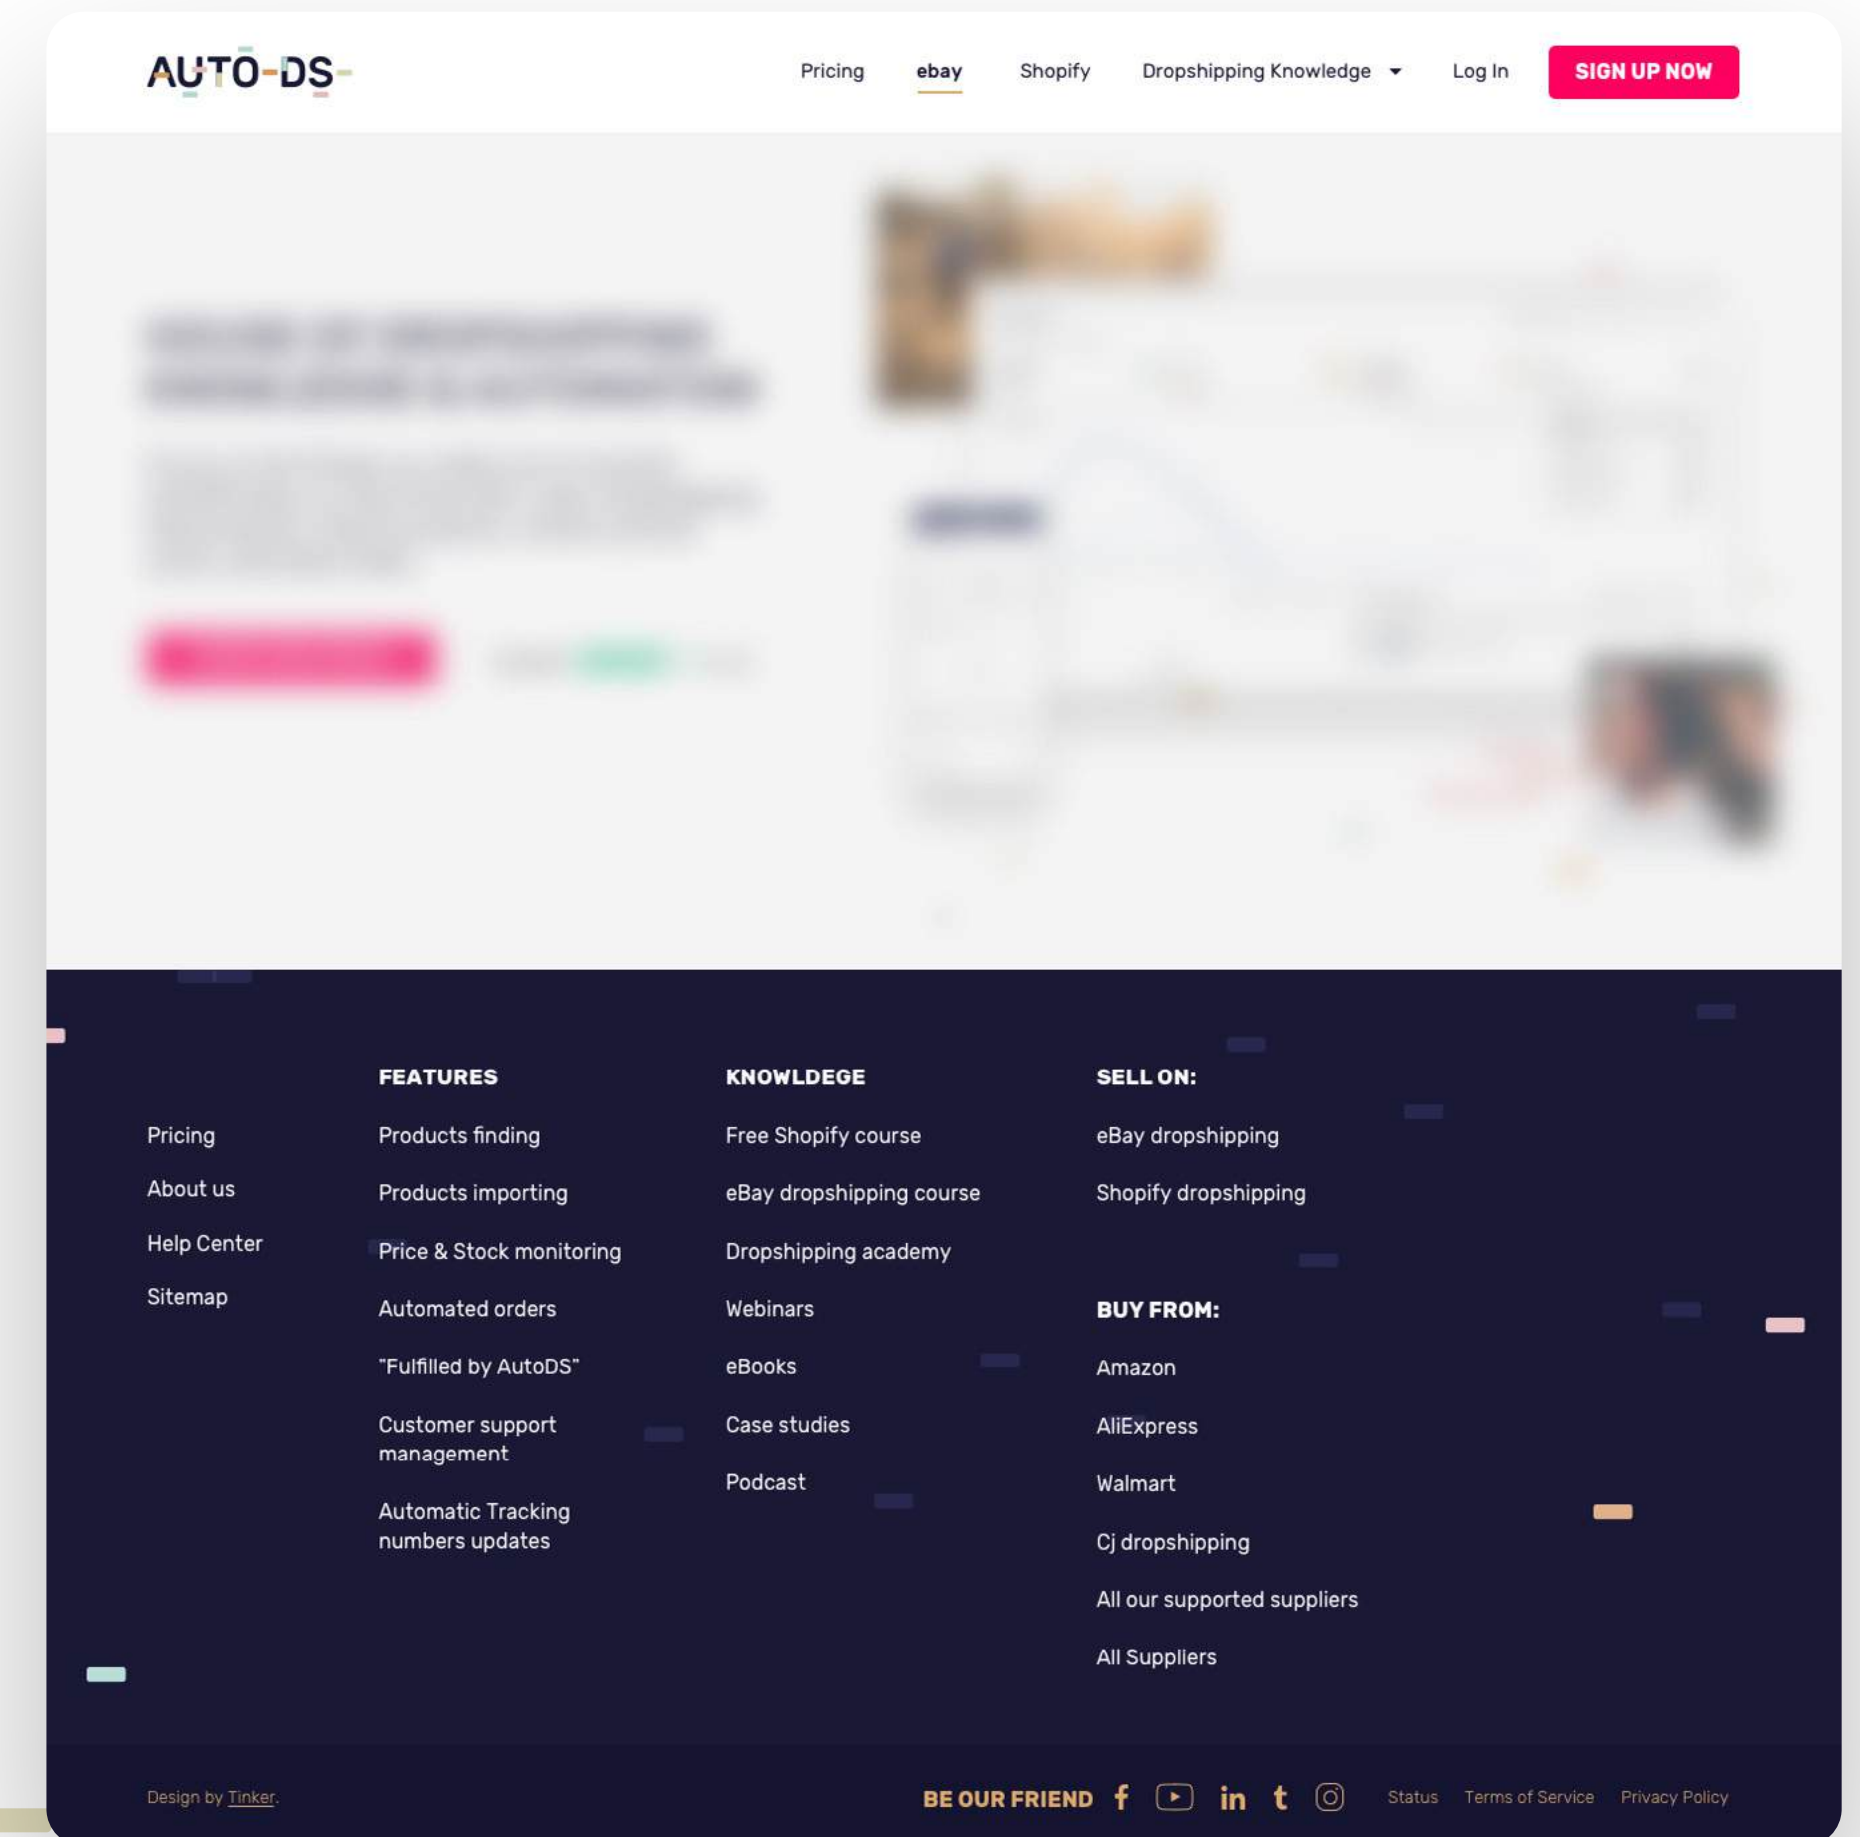 AUTO-DS-
Pricing
ebay
Shopify
Dropshipping Knowledge
Log In
SIGN UP NOW
Pricing
About us
Help Center
Sitemap
FEATURES
Products finding
Products importing
Price & Stock monitoring
Automated orders
"Fulfilled by AutoDS"
Customer support
management
Automatic Tracking
numbers updates
KNOWLDEGE
Free Shopify course
eBay dropshipping course
Dropshipping academy
Webinars
eBooks
Case studies
Podcast
SELL ON:
eBay dropshipping
Shopify dropshipping
BUY FROM:
Amazon
AliExpress
Walmart
Cj dropshipping
All our supported suppliers
All Suppliers
Design by Tinker.
BE OUR FRIEND
Status
Terms of Service
Privacy Policy